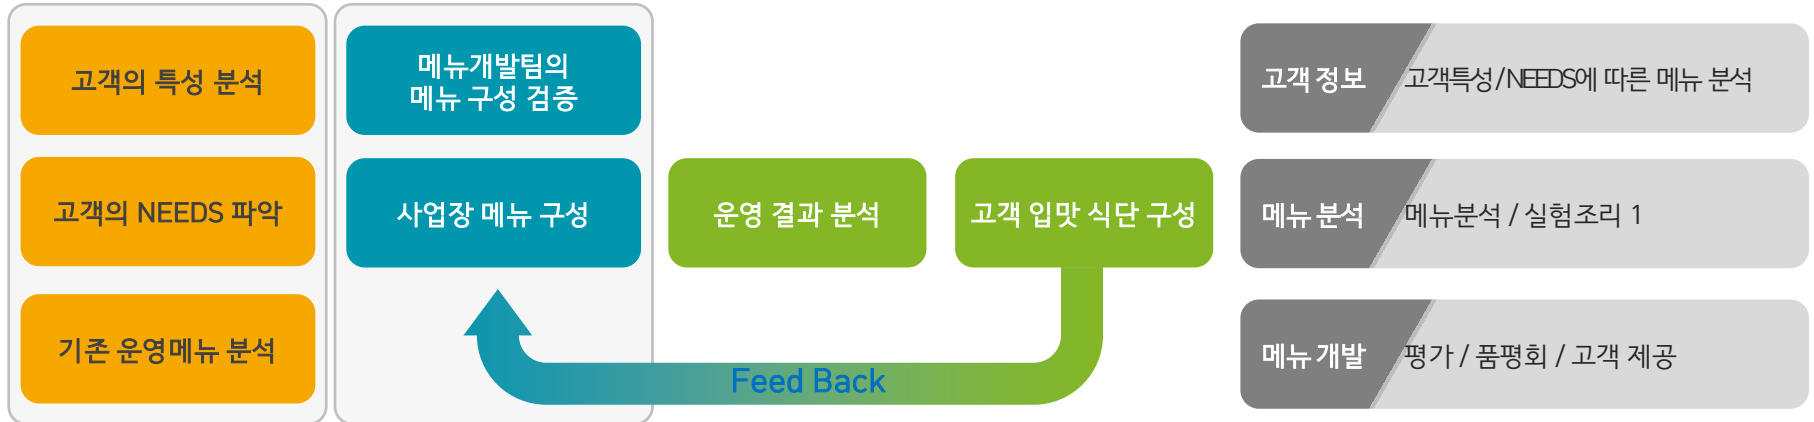 고객의 특성 분석
고객의 NEEDS 파악
기존 운영메뉴 분석
메뉴개발팀의
메뉴 구성 검증
사업장 메뉴 구성
운영 결과 분석
고객 입맛 식단 구성
Feed Back
고객 정보 고객특성/NEEDS에 따른 메뉴 분석
메뉴 분석 메뉴분석 / 실험조리 1
메뉴 개발 평가 / 품평회 / 고객 제공